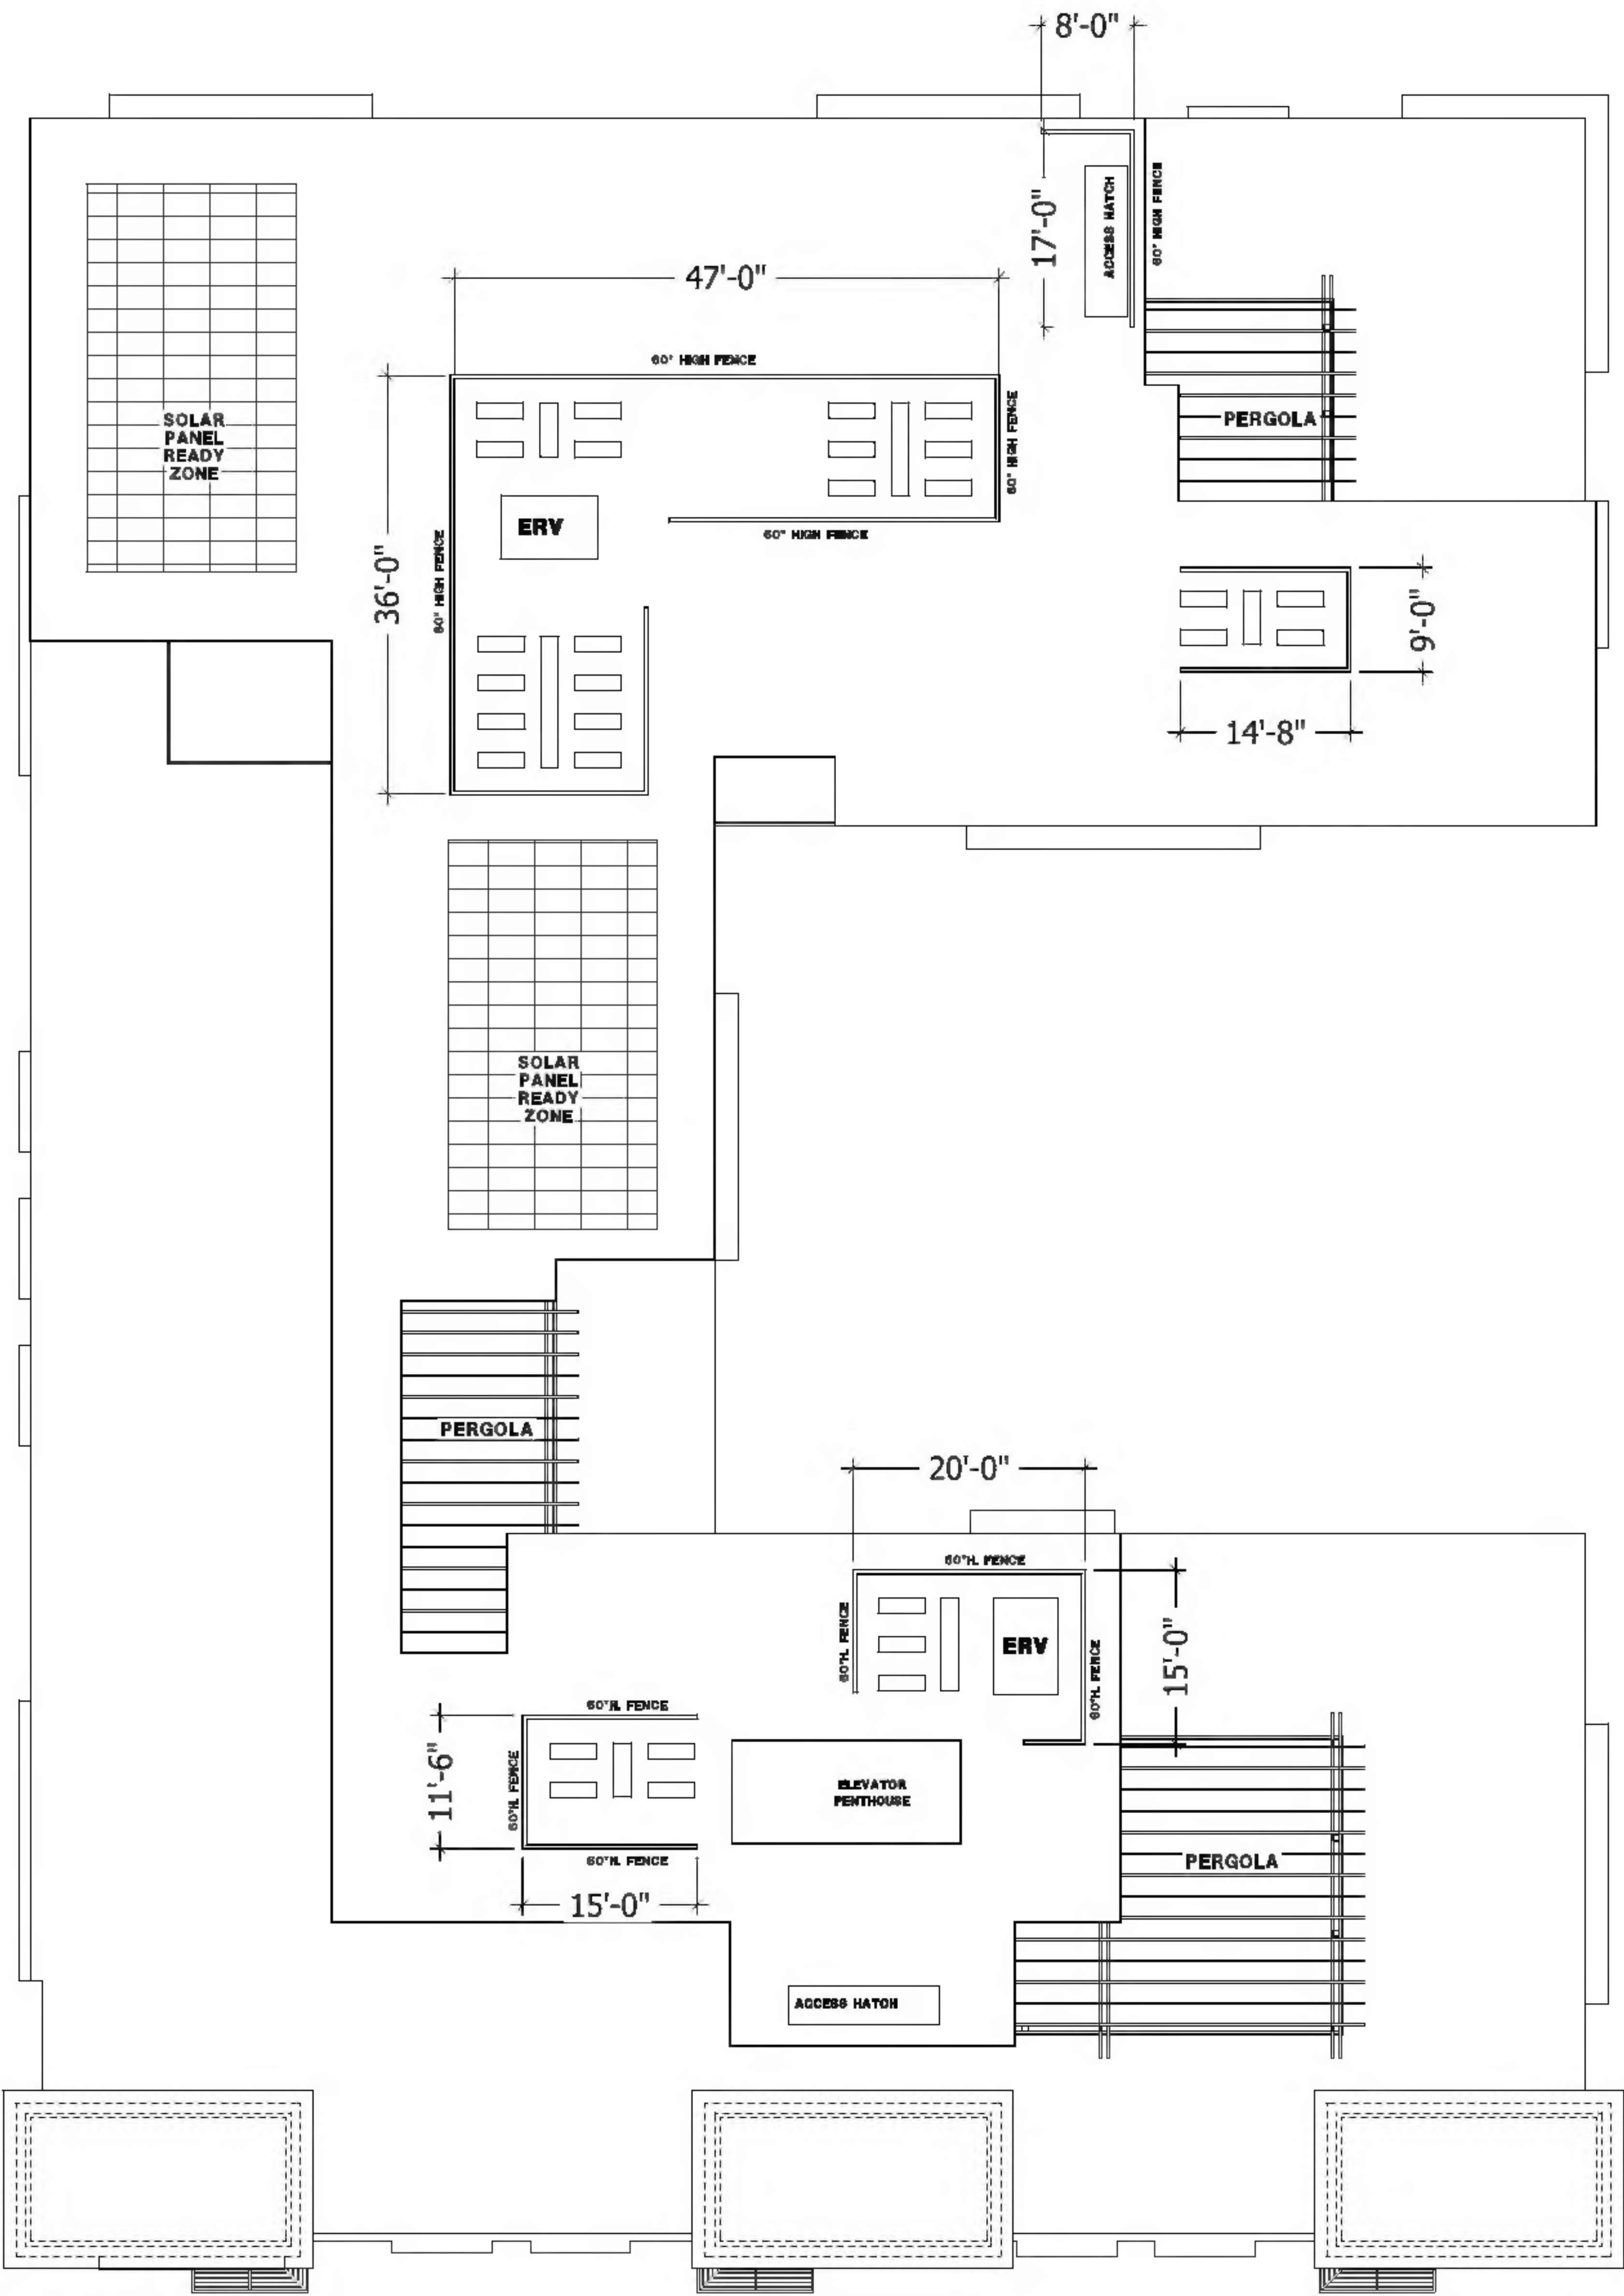 8'-0"
17'-0"
ACCESS HATCH
60" HIGH FENCE
47'-0"
60" HIGH FENCE
60" HIGH FENCE
SOLAR
PANEL
READY
ZONE
PERGOLA
ERV
60" HIGH FENCE
60" HIGH FENCE
36'-0"
9'-0"
14'-8"
SOLAR
PANEL
READY
ZONE
PERGOLA
20'-0"
60"H. FENCE
60"H. FENCE
ERV
60"H. FENCE
15'-0"
60"H. FENCE
11'-6"
60"H. FENCE
ELEVATOR
PENTHOUSE
60"H. FENCE
15'-0"
PERGOLA
ACCESS HATCH